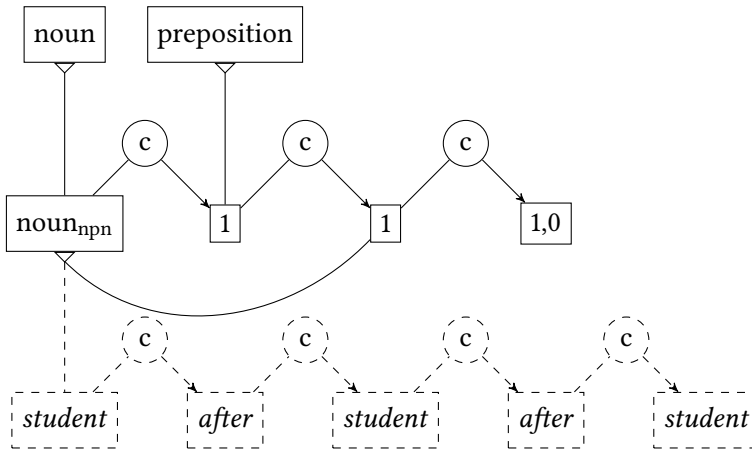 noun preposition
c c c
noun_npn 1 1 1,0
c c c c
student after student after student